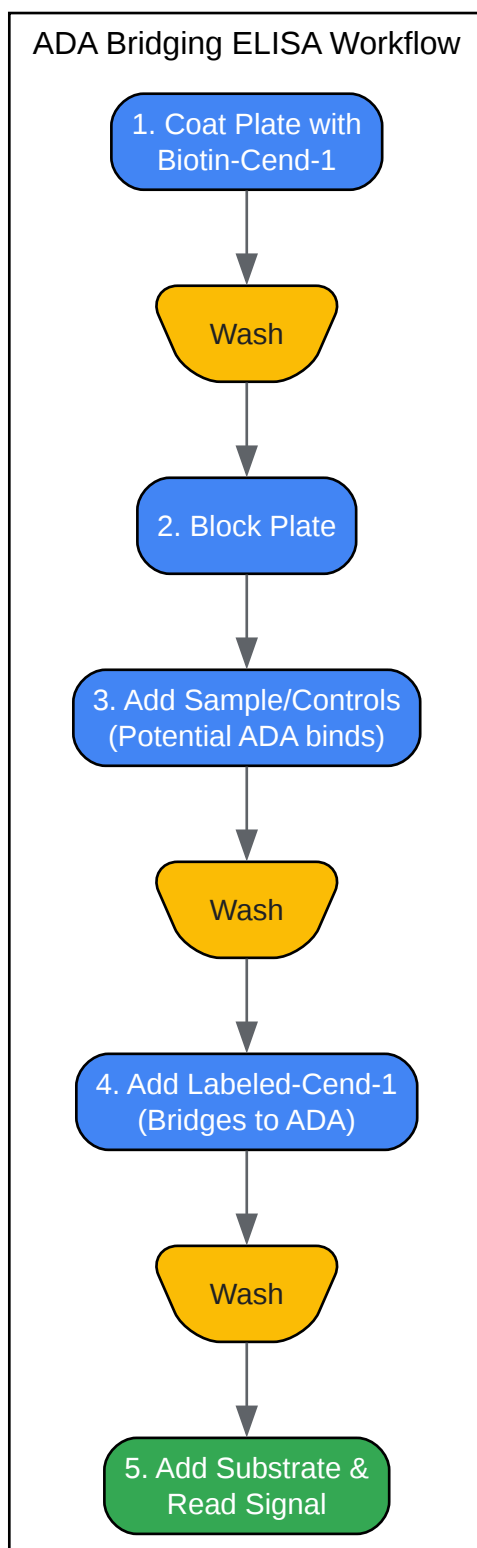 ADA Bridging ELISA Workflow
1. Coat Plate with
Biotin-Cend-1
Wash
2. Block Plate
3. Add Sample/Controls
(Potential ADA binds)
Wash
4. Add Labeled-Cend-1
(Bridges to ADA)
Wash
5. Add Substrate &
Read Signal